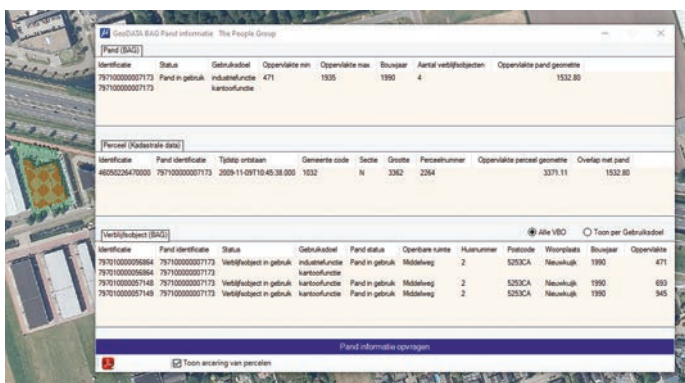 GeoDATA BAG Pand informatie The People Group
Pand (BAG)
Identificatie Status Gebruiksdoel Oppervlakte min Oppervlakte max Bouwjaar Aantal verblijfsobjecten Oppervlakte pand geometrie
797100000007173 Pand in gebruik industriefunctie 471 1935 1990 4 1532.80
797100000007173 kantoorfunctie
Perceel (Kadastrale data)
Identificatie Pand identificatie Tijdstip ontstaan Gemeente code Sectie Grootte Perceelnummer Oppervlakte perceel geometrie Overlap met pand
46050226470000 797100000007173 2009-11-09T10:45:38.000 1032 N 3362 2264 3371.11 1532.80
Verblijfsobject (BAG) Alle VBO Toon per Gebruiksdoel
Identificatie Pand identificatie Status Gebruiksdoel Pand status Openbare ruimte Huisnummer Postcode Woonplaats Bouwjaar Oppervlakte
797010000056864 797100000007173 Verblijfsobject in gebruik industriefunctie Pand in gebruik Middelweg 2 5253CA Nieuwkuijk 1990 471
797010000056864 797100000007173 kantoorfunctie
797010000057148 797100000007173 Verblijfsobject in gebruik kantoorfunctie Pand in gebruik Middelweg 2 5253CA Nieuwkuijk 1990 693
797010000057149 797100000007173 Verblijfsobject in gebruik kantoorfunctie Pand in gebruik Middelweg 2 5253CA Nieuwkuijk 1990 945
Pand informatie opvragen
Toon arcering van percelen